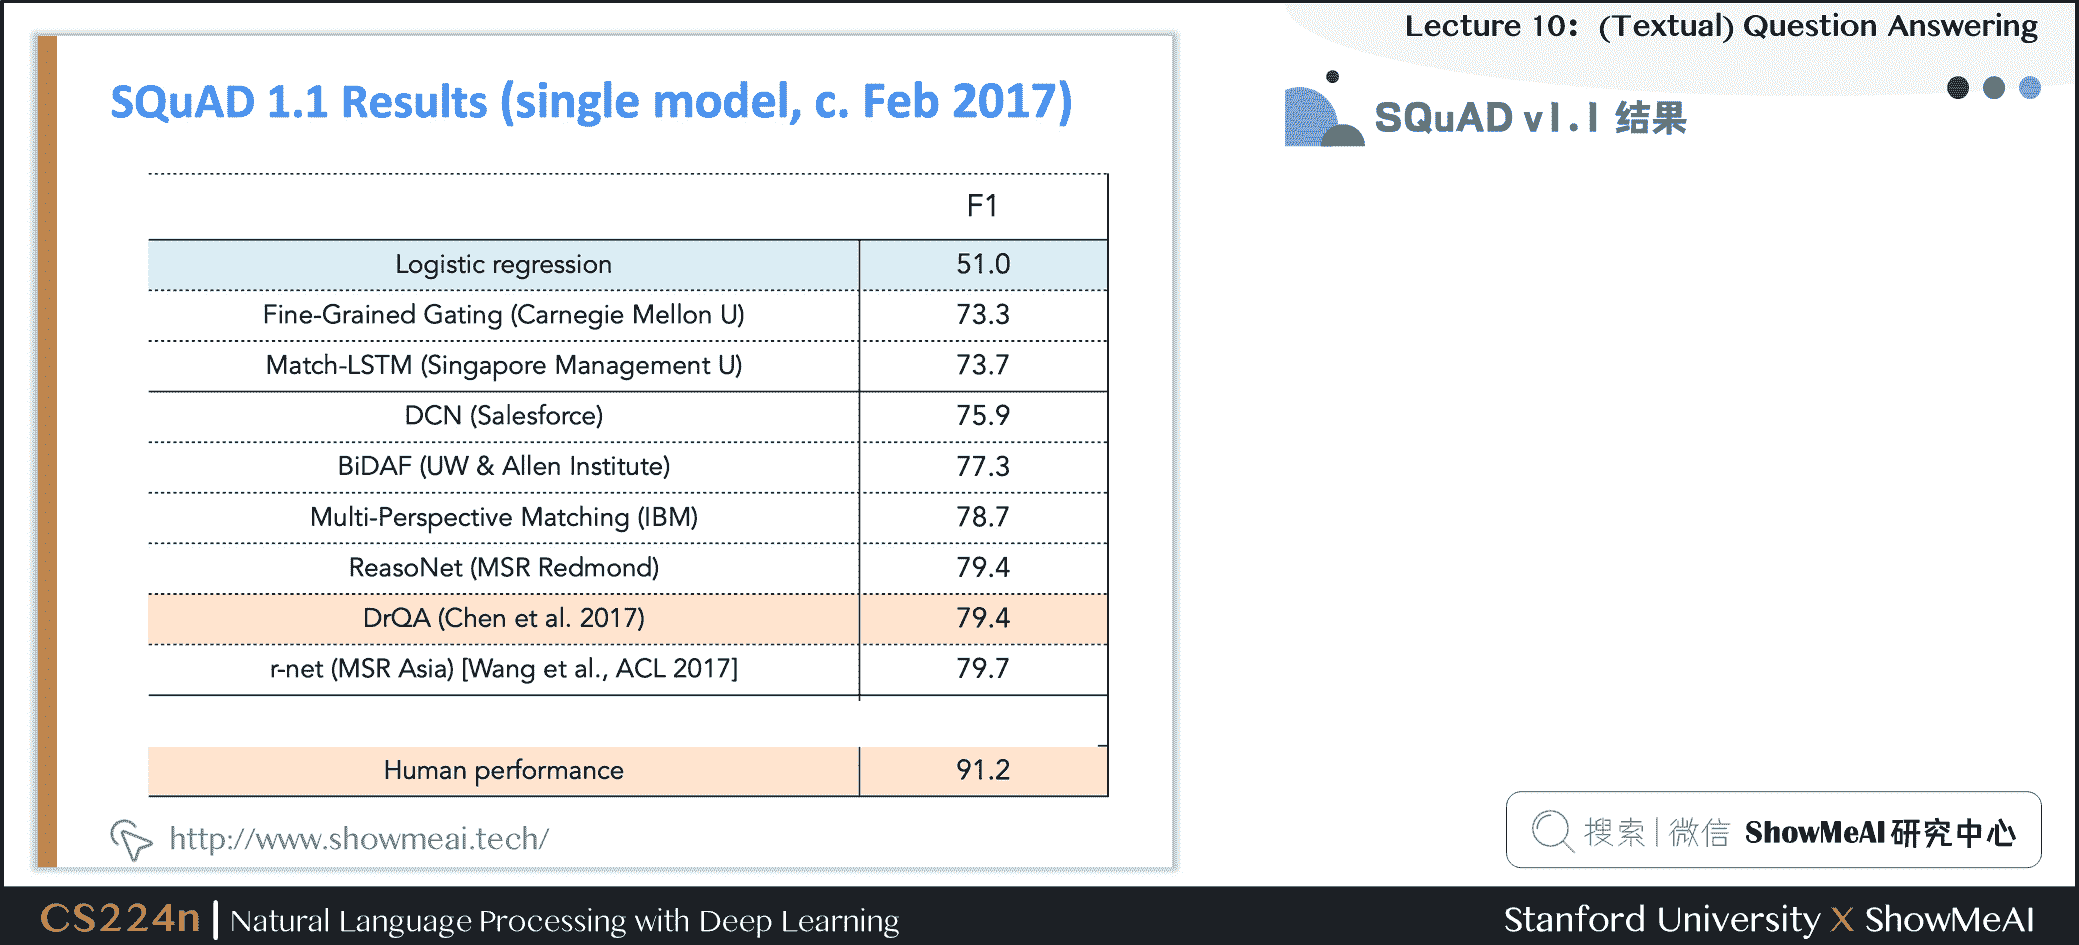 Lecture 10: (Textual) Question Answering
SQuAD 1.1 Results (single model, c. Feb 2017)
F1
Logistic regression 51.0
Fine-Grained Gating (Carnegie Mellon U) 73.3
Match-LSTM (Singapore Management U) 73.7
DCN (Salesforce) 75.9
BiDAF (UW & Allen Institute) 77.3
Multi-Perspective Matching (IBM) 78.7
ReasoNet (MSR Redmond) 79.4
DrQA (Chen et al. 2017) 79.4
r-net (MSR Asia) [Wang et al., ACL 2017] 79.7
Human performance 91.2
http://www.showmeai.tech/
SQuAD v1.1 结果
搜索 | 微信 ShowMeAI 研究中心
CS224n | Natural Language Processing with Deep Learning
Stanford University X ShowMeAI